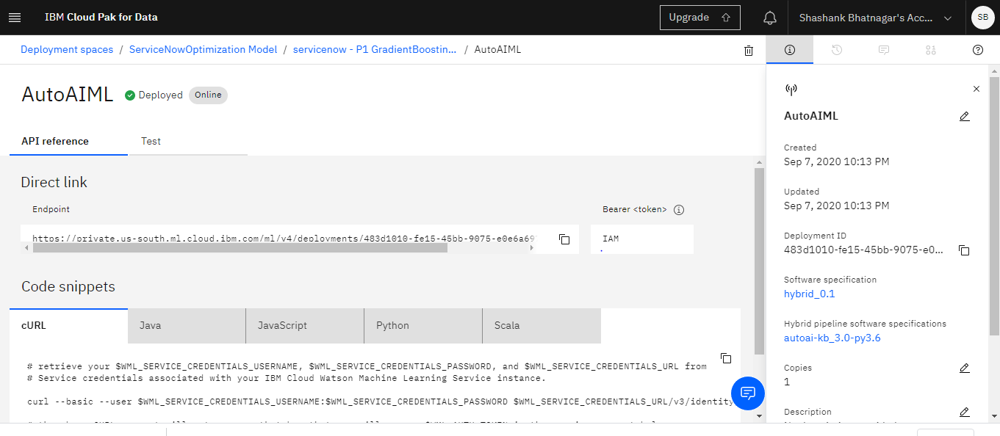 IBM Cloud Pak for Data
Upgrade
Shashank Bhatnagar's Acc...
SB
Deployment spaces / ServiceNowOptimization Model / servicenow - P1 GradientBoostin... / AutoAIML
AutoAIML
Deployed
Online
API reference
Test
Direct link
Endpoint
Bearer <token>
https://private.us-south.ml.cloud.ibm.com/ml/v4/deployments/483d1010-fe15-45bb-9075-e0e6a69
IAM
Code snippets
cURL
Java
JavaScript
Python
Scala
# retrieve your $WML_SERVICE_CREDENTIALS_USERNAME, $WML_SERVICE_CREDENTIALS_PASSWORD, and $WML_SERVICE_CREDENTIALS_URL from
# Service credentials associated with your IBM Cloud Watson Machine Learning Service instance.
curl --basic --user $WML_SERVICE_CREDENTIALS_USERNAME:$WML_SERVICE_CREDENTIALS_PASSWORD $WML_SERVICE_CREDENTIALS_URL/v3/identity
AutoAIML
Created
Sep 7, 2020 10:13 PM
Updated
Sep 7, 2020 10:13 PM
Deployment ID
483d1010-fe15-45bb-9075-e0...
Software specification
hybrid_0.1
Hybrid pipeline software specifications
autoai-kb_3.0-py3.6
Copies
1
Description